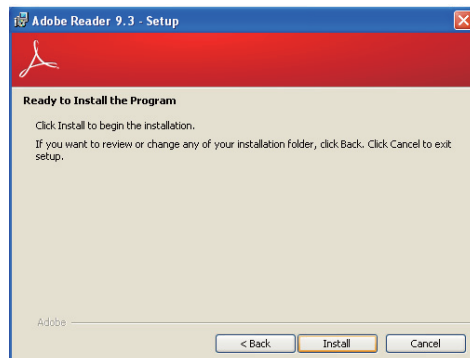 Adobe Reader 9.3 - Setup
Ready to Install the Program
Click Install to begin the installation.
If you want to review or change any of your installation folder, click Back. Click Cancel to exit
setup.
Adobe
< Back Install Cancel